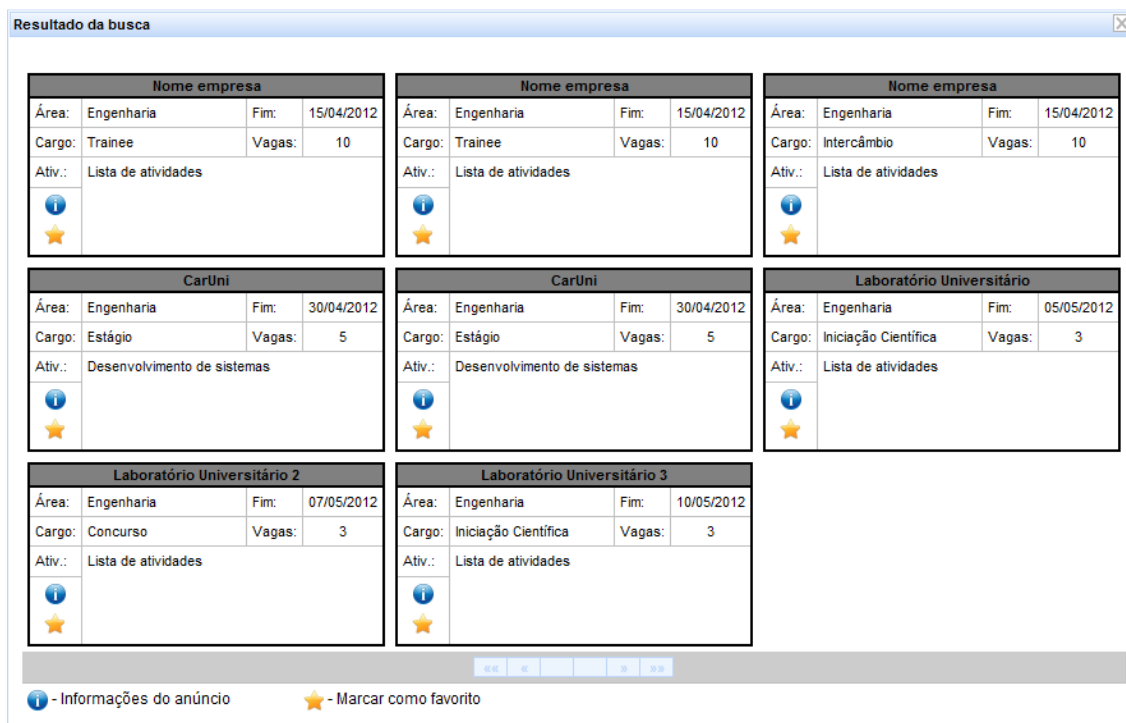 Resultado da busca
Nome empresa
Área: Engenharia Fim: 15/04/2012
Cargo: Trainee Vagas: 10
Ativ.: Lista de atividades
Nome empresa
Área: Engenharia Fim: 15/04/2012
Cargo: Trainee Vagas: 10
Ativ.: Lista de atividades
Nome empresa
Área: Engenharia Fim: 15/04/2012
Cargo: Intercâmbio Vagas: 10
Ativ.: Lista de atividades
CarUni
Área: Engenharia Fim: 30/04/2012
Cargo: Estágio Vagas: 5
Ativ.: Desenvolvimento de sistemas
CarUni
Área: Engenharia Fim: 30/04/2012
Cargo: Estágio Vagas: 5
Ativ.: Desenvolvimento de sistemas
Laboratório Universitário
Área: Engenharia Fim: 05/05/2012
Cargo: Iniciação Científica Vagas: 3
Ativ.: Lista de atividades
Laboratório Universitário 2
Área: Engenharia Fim: 07/05/2012
Cargo: Concurso Vagas: 3
Ativ.: Lista de atividades
Laboratório Universitário 3
Área: Engenharia Fim: 10/05/2012
Cargo: Iniciação Científica Vagas: 3
Ativ.: Lista de atividades
«« « » »»
- Informações do anúncio - Marcar como favorito